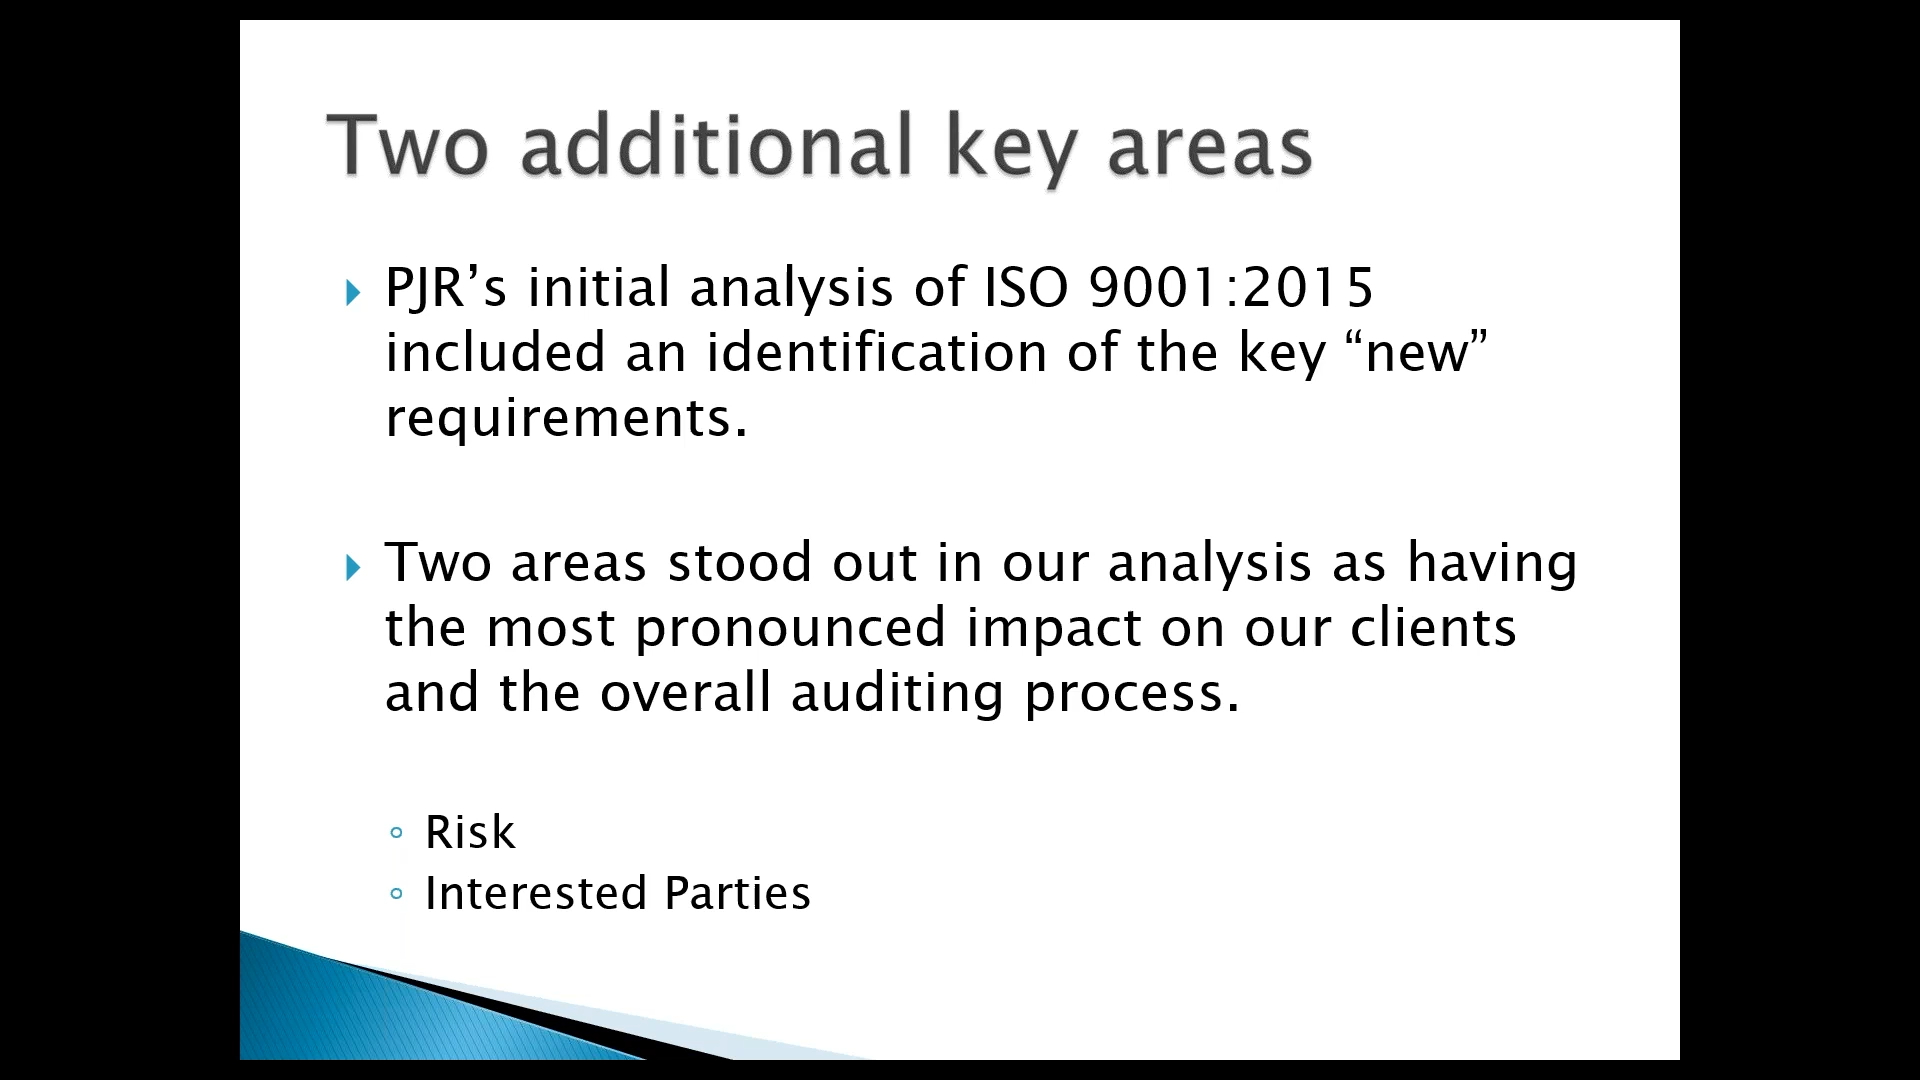 Two additional key areas
PJR’s initial analysis of ISO 9001:2015
included an identification of the key “new”
requirements.
Two areas stood out in our analysis as having
the most pronounced impact on our clients
and the overall auditing process.
Risk
Interested Parties